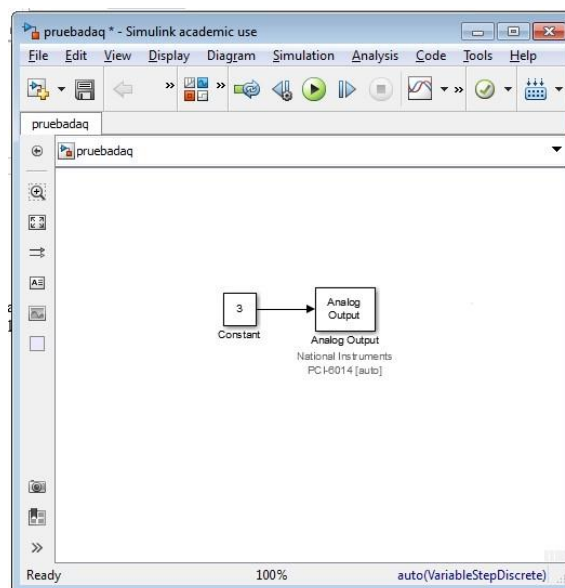 pruebadaq * - Simulink academic use
File Edit View Display Diagram Simulation Analysis Code Tools Help
pruebadaq
pruebadaq
3
Constant
Analog
Output
Analog Output
National Instruments
PCI-6014 [auto]
Ready 100% auto(VariableStepDiscrete)